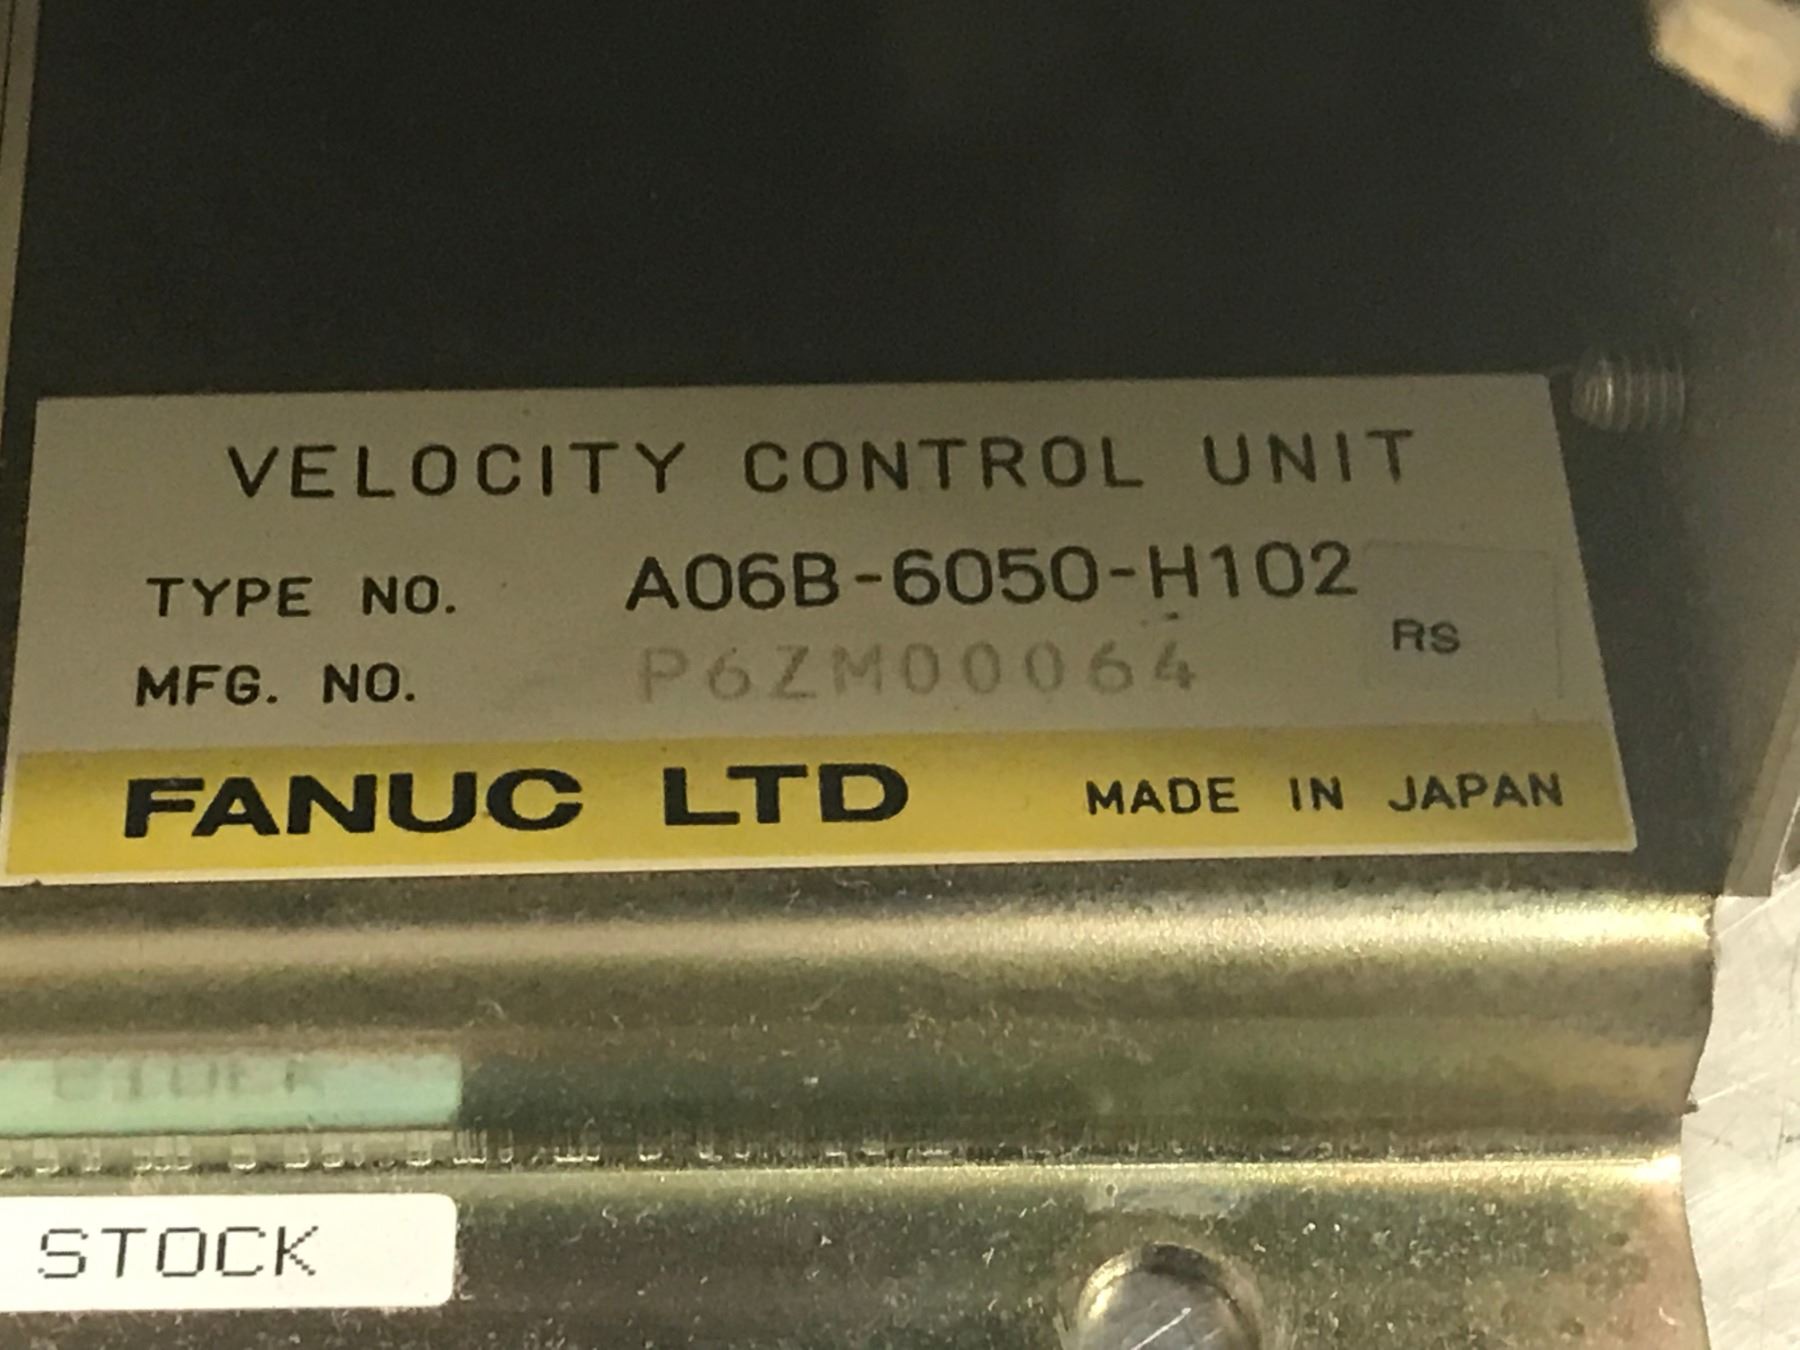 VELOCITY CONTROL UNIT
TYPE NO. A06B-6050-H102
RS
MFG. NO. P6ZM00064
FANUC LTD MADE IN JAPAN
STOCK